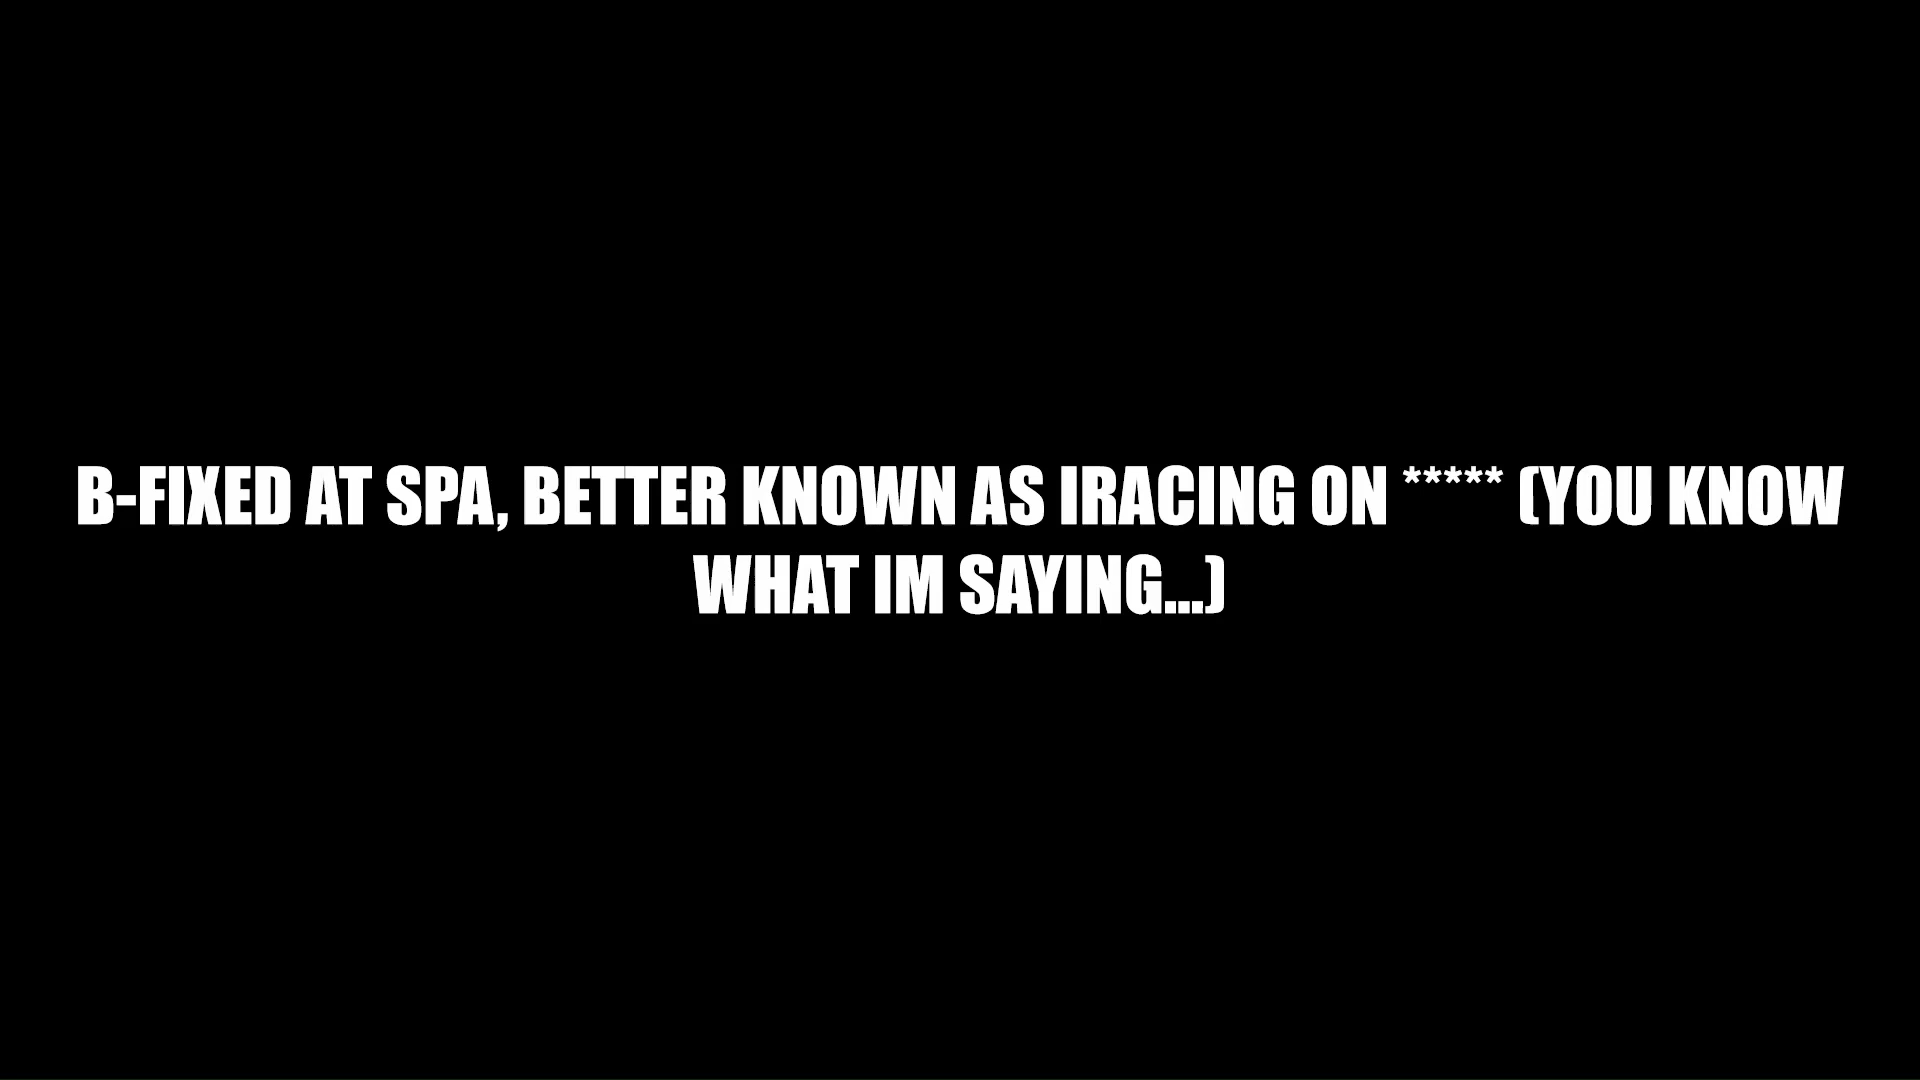 B-FIXED AT SPA, BETTER KNOWN AS IRACING ON ***** (YOU KNOW
WHAT IM SAYING...)